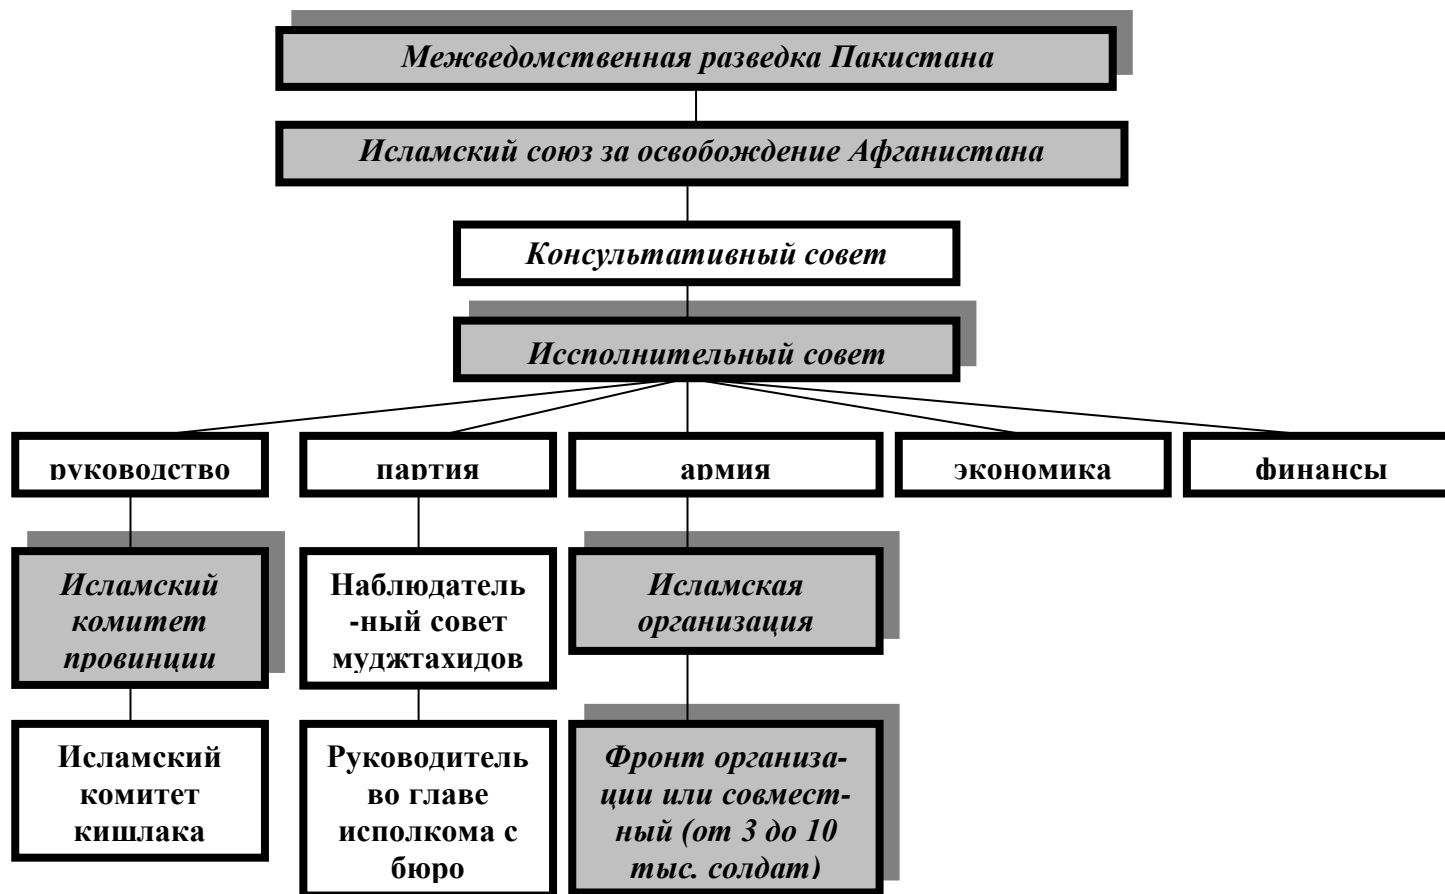 Межведомственная разведка Пакистана
Исламский союз за освобождение Афганистана
Консультативный совет
Иссполнительный совет
руководство
партия
армия
экономика
финансы
Исламский
комитет
провинции
Наблюдатель
-ный совет
муджтахидов
Исламская
организация
Исламский
комитет
кишлака
Руководитель
во главе
исполкома с
бюро
Фронт организа-
ции или совмест-
ный (от 3 до 10
тыс. солдат)